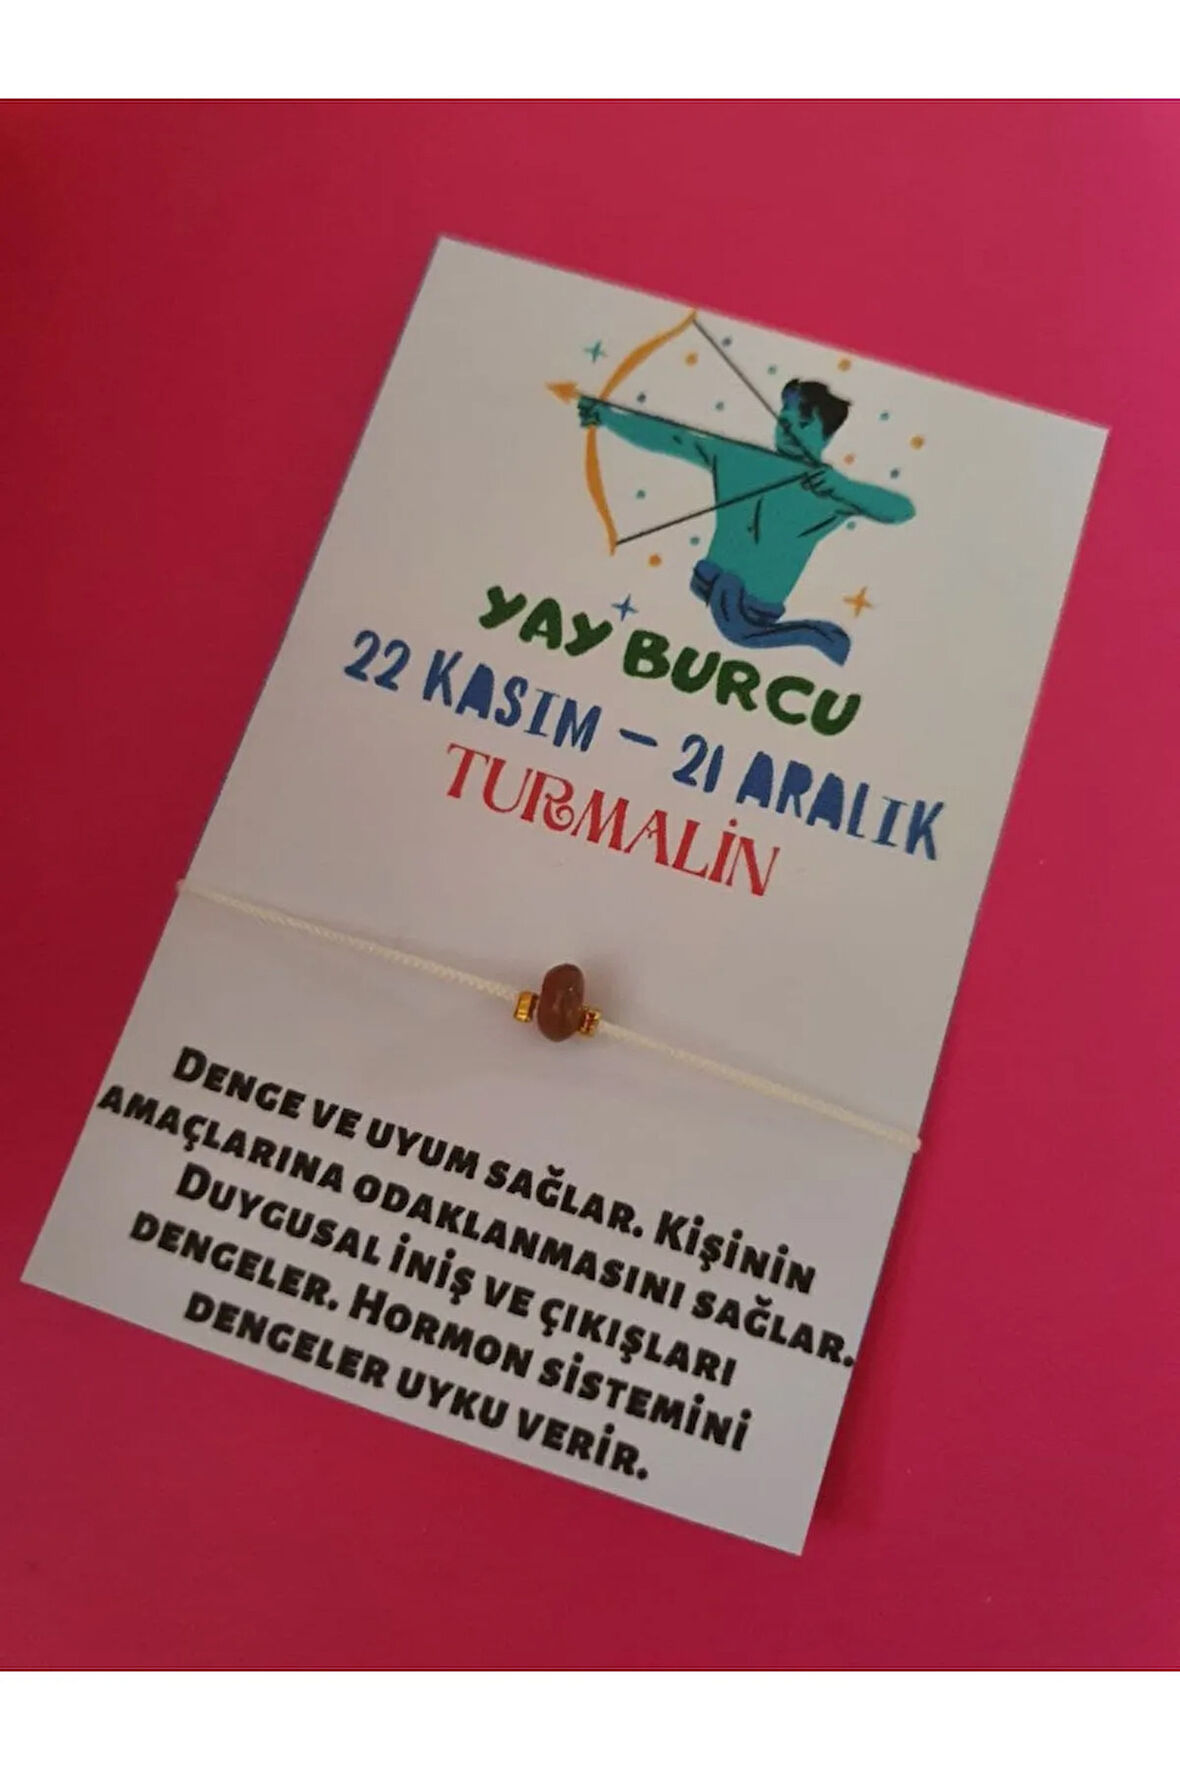 YAY BURCU
22 KASIM – 21 ARALIK
TURMALİN
DENGE VE UYUM SAĞLAR. KİŞİNİN
AMAÇLARINA ODAKLANMASINI SAĞLAR.
DUYGUSAL İNİŞ VE ÇIKIŞLARI
DENGELER. HORMON SİSTEMİNİ
DENGELER UYKU VERİR.